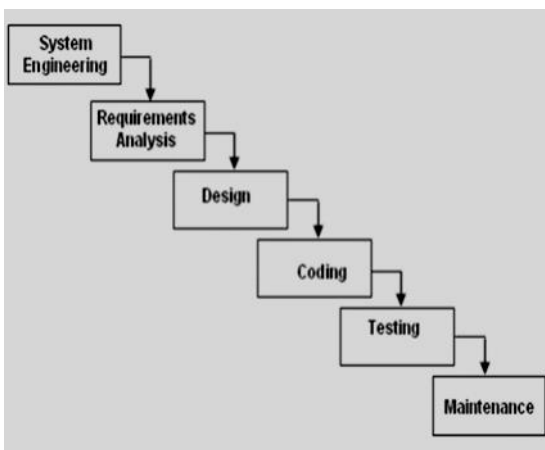 System
Engineering
Requirements
Analysis
Design
Coding
Testing
Maintenance